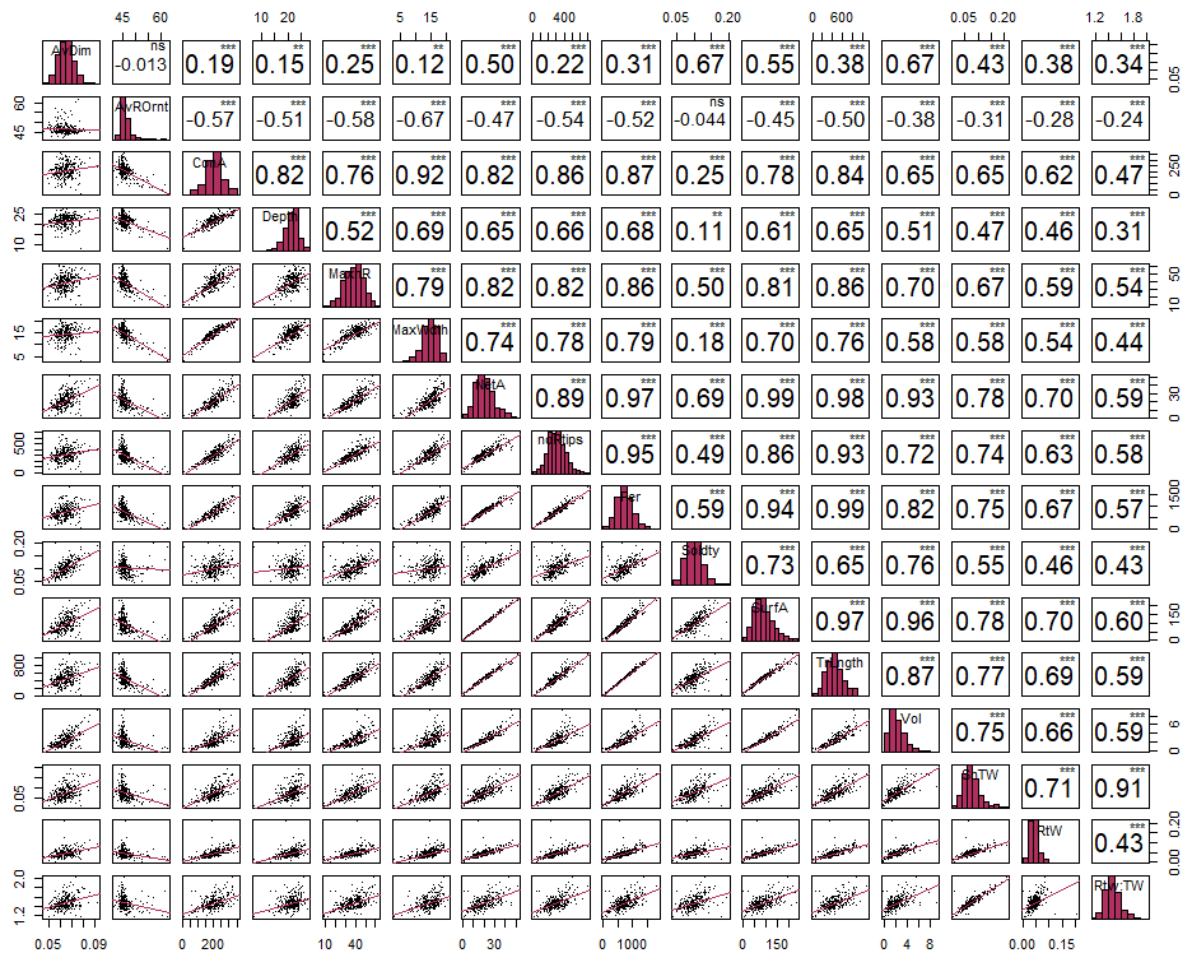 45 60 10 20 5 15 0 400 0.05 0.20 0 600 0.05 0.20 1.2 1.8
AvDim ns -0.013 *** 0.19 ** 0.15 *** 0.25 ** 0.12 *** 0.50 *** 0.22 *** 0.31 *** 0.67 *** 0.55 *** 0.38 *** 0.67 *** 0.43 *** 0.38 *** 0.34 0.05
45 60 AvROrnt *** -0.57 *** -0.51 *** -0.58 *** -0.67 *** -0.47 *** -0.54 *** -0.52 ns -0.044 *** -0.45 *** -0.50 *** -0.38 *** -0.31 *** -0.28 *** -0.24
ConA *** 0.82 *** 0.76 *** 0.92 *** 0.82 *** 0.86 *** 0.87 *** 0.25 *** 0.78 *** 0.84 *** 0.65 *** 0.65 *** 0.62 *** 0.47 0 250
10 25 Depth *** 0.52 *** 0.69 *** 0.65 *** 0.66 *** 0.68 ** 0.11 *** 0.61 *** 0.65 *** 0.51 *** 0.47 *** 0.46 *** 0.31
*** 0.79 *** 0.82 *** 0.82 *** 0.86 *** 0.50 *** 0.81 *** 0.86 *** 0.70 *** 0.67 *** 0.59 *** 0.54 10 50
5 15 MaxWidth *** 0.74 *** 0.78 *** 0.79 *** 0.18 *** 0.70 *** 0.76 *** 0.58 *** 0.58 *** 0.54 *** 0.44
NetA *** 0.89 *** 0.97 *** 0.69 *** 0.99 *** 0.98 *** 0.93 *** 0.78 *** 0.70 *** 0.59 0 30
0 500 *** 0.95 *** 0.49 *** 0.86 *** 0.93 *** 0.72 *** 0.74 *** 0.63 *** 0.58
Per *** 0.59 *** 0.94 *** 0.99 *** 0.82 *** 0.75 *** 0.67 *** 0.57 0 1500
0.05 0.20 Soldty *** 0.73 *** 0.65 *** 0.76 *** 0.55 *** 0.46 *** 0.43
SurfA *** 0.97 *** 0.96 *** 0.78 *** 0.70 *** 0.60 0 150
0 800 *** 0.87 *** 0.77 *** 0.69 *** 0.59
Vol *** 0.75 *** 0.66 *** 0.59 0 6
0.05 ShTW *** 0.71 *** 0.91
RtW *** 0.43 0.00 0.20
1.2 2.0 RtW:TW
0.05 0.09 0 200 10 40 0 30 0 1000 0 150 0 4 8 0.00 0.15